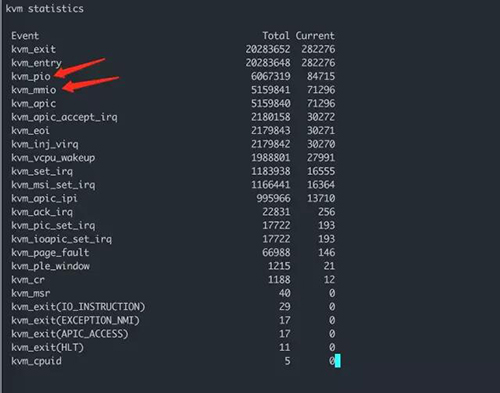 kvm statistics
Event Total Current
kvm_exit 20283652 282276
kvm_entry 20283648 282276
kvm_pio 6067319 84715
kvm_mmio 5159841 71296
kvm_apic 5159840 71296
kvm_apic_accept_irq 2180158 30272
kvm_eoi 2179843 30271
kvm_inj_virq 2179842 30270
kvm_vcpu_wakeup 1988801 27991
kvm_set_irq 1183938 16555
kvm_msi_set_irq 1166441 16364
kvm_apic_ipi 995966 13710
kvm_ack_irq 22831 256
kvm_pic_set_irq 17722 193
kvm_ioapic_set_irq 17722 193
kvm_page_fault 66988 146
kvm_ple_window 1215 21
kvm_cr 1188 12
kvm_msr 40 0
kvm_exit(IO_INSTRUCTION) 29 0
kvm_exit(EXCEPTION_NMI) 17 0
kvm_exit(APIC_ACCESS) 17 0
kvm_exit(HLT) 11 0
kvm_cpuid 5 0